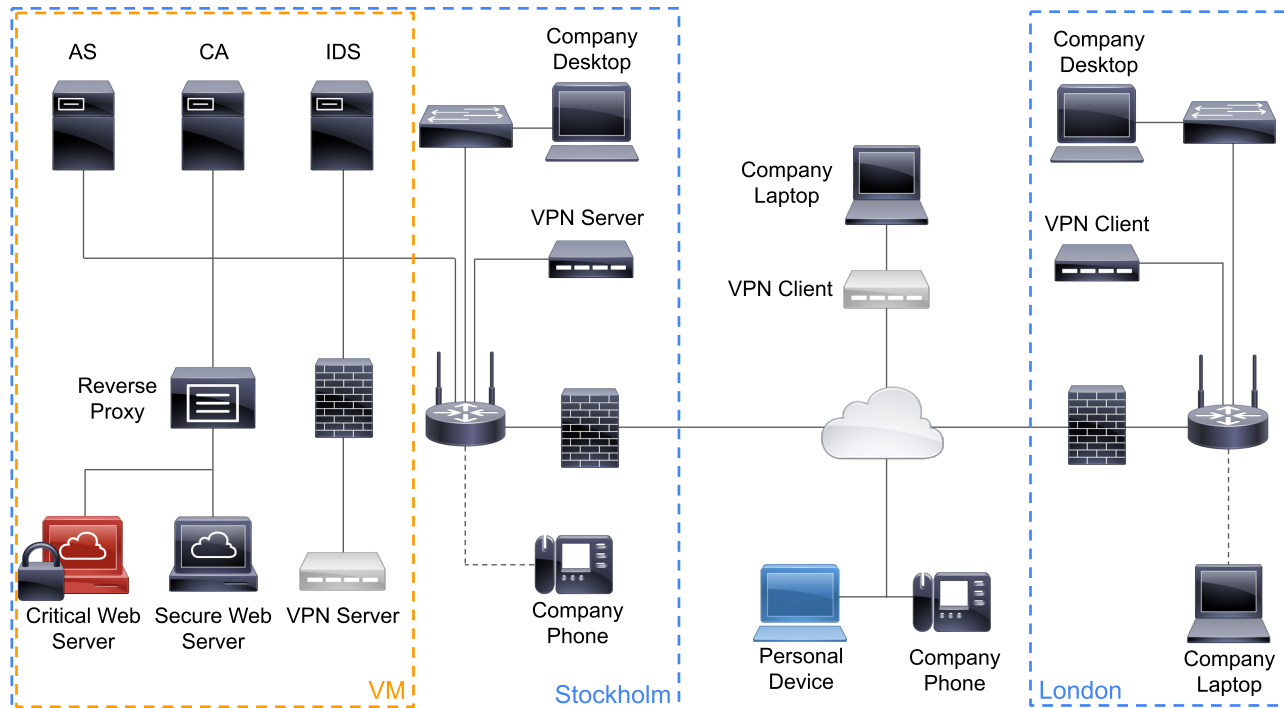 AS
CA
IDS
Company
Desktop
VPN Server
Reverse
Proxy
Critical Web
Server
Secure Web
Server
VPN Server
VM
Company
Phone
Stockholm
Company
Laptop
VPN Client
Personal
Device
Company
Phone
Company
Desktop
VPN Client
Company
Laptop
London